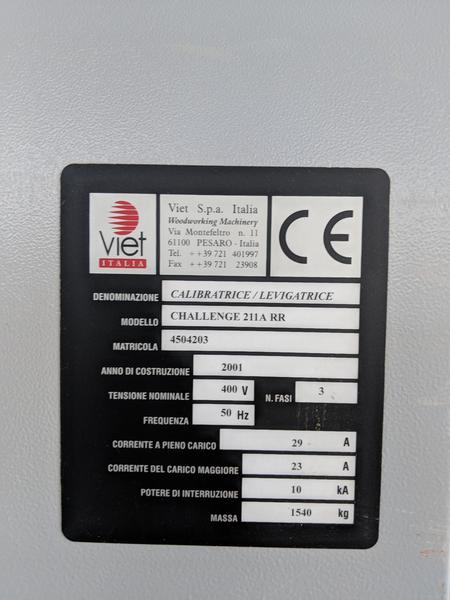 Viet
ITALIA
Viet S.p.a. Italia
Woodworking Machinery
Via Montefeltro n. 11
61100 PESARO - Italia
Tel. ++39 721 401997
Fax ++39 721 23908
CE
DENOMINAZIONE CALIBRATRICE / LEVIGATRICE
MODELLO CHALLENGE 211A RR
MATRICOLA 4504203
ANNO DI COSTRUZIONE 2001
TENSIONE NOMINALE 400 V N. FASI 3
FREQUENZA 50 Hz
CORRENTE A PIENO CARICO 29 A
CORRENTE DEL CARICO MAGGIORE 23 A
POTERE DI INTERRUZIONE 10 kA
MASSA 1540 kg